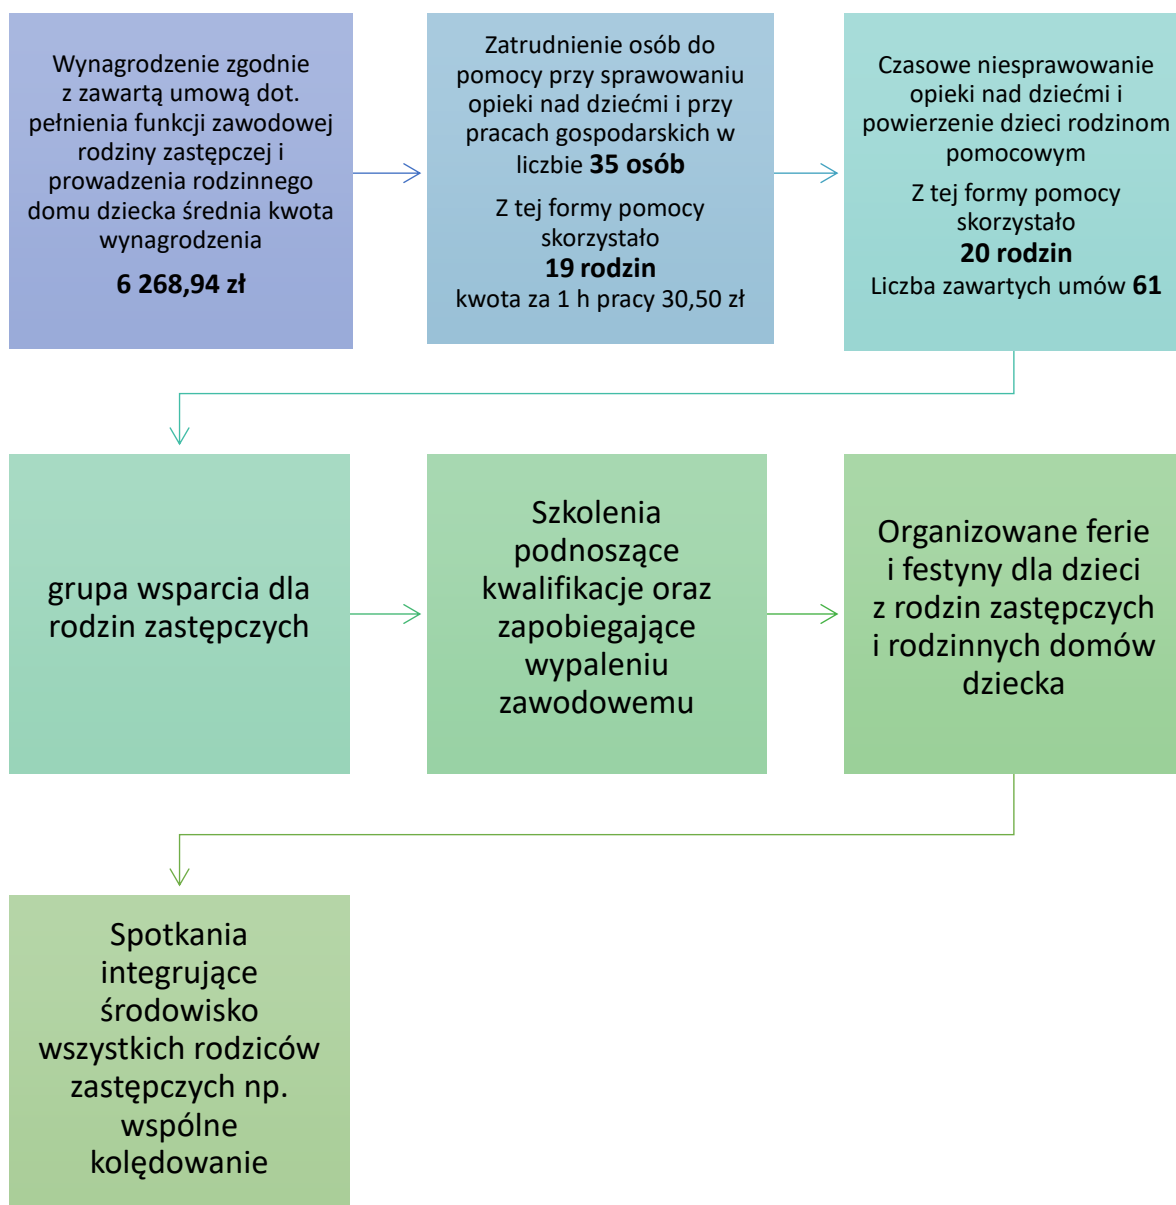 Wynagrodzenie zgodnie
z zawartą umową dot.
pełnienia funkcji zawodowej
rodziny zastępczej i
prowadzenia rodzinnego
domu dziecka średnia kwota
wynagrodzenia
6 268,94 zł
Zatrudnienie osób do
pomocy przy sprawowaniu
opieki nad dziećmi i przy
pracach gospodarskich w
liczbie 35 osób
Z tej formy pomocy
skorzystało
19 rodzin
kwota za 1 h pracy 30,50 zł
Czasowe niesprawowanie
opieki nad dziećmi i
powierzenie dzieci rodzinom
pomocowym
Z tej formy pomocy
skorzystało
20 rodzin
Liczba zawartych umów 61
grupa wsparcia dla
rodzin zastępczych
Szkolenia
podnoszące
kwalifikacje oraz
zapobiegające
wypaleniu
zawodowemu
Organizowane ferie
i festyny dla dzieci
z rodzin zastępczych
i rodzinnych domów
dziecka
Spotkania
integrujące
środowisko
wszystkich rodziców
zastępczych np.
wspólne
kolędowanie